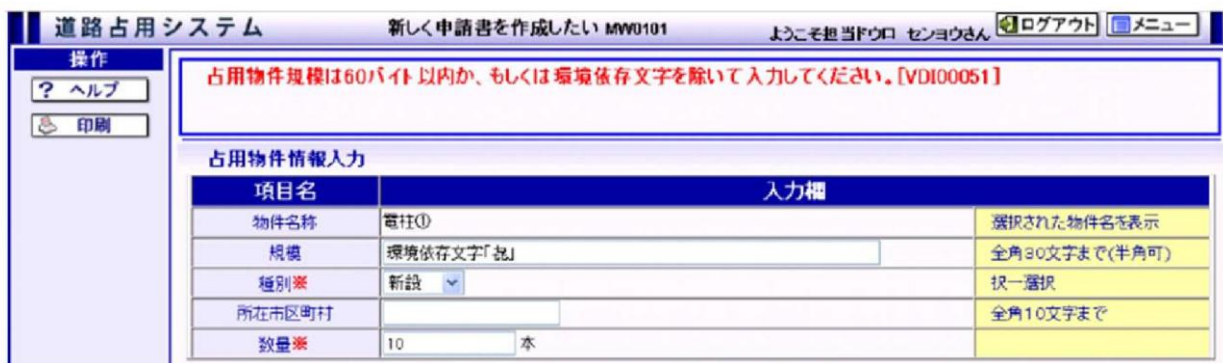 道路占用システム 新しく申請書を作成したい MW0101 ようこそ担当ドウロ センヨウさん ログアウト メニュー
操作
? ヘルプ
印刷
占用物件規模は60バイト以内か、もしくは環境依存文字を除いて入力してください。[VDI00051]
占用物件情報入力
項目名 入力欄
物件名称 電柱① 選択された物件名を表示
規模 環境依存文字「」 全角30文字まで(半角可)
種別※ 新設 択一選択
所在市区町村 全角10文字まで
数量※ 10 本